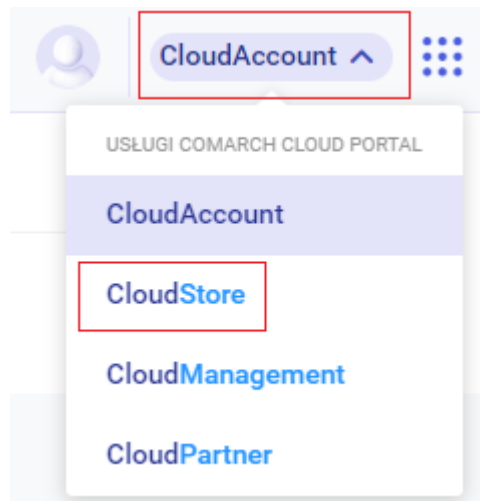 CloudAccount
USŁUGI COMARCH CLOUD PORTAL
CloudAccount
CloudStore
CloudManagement
CloudPartner